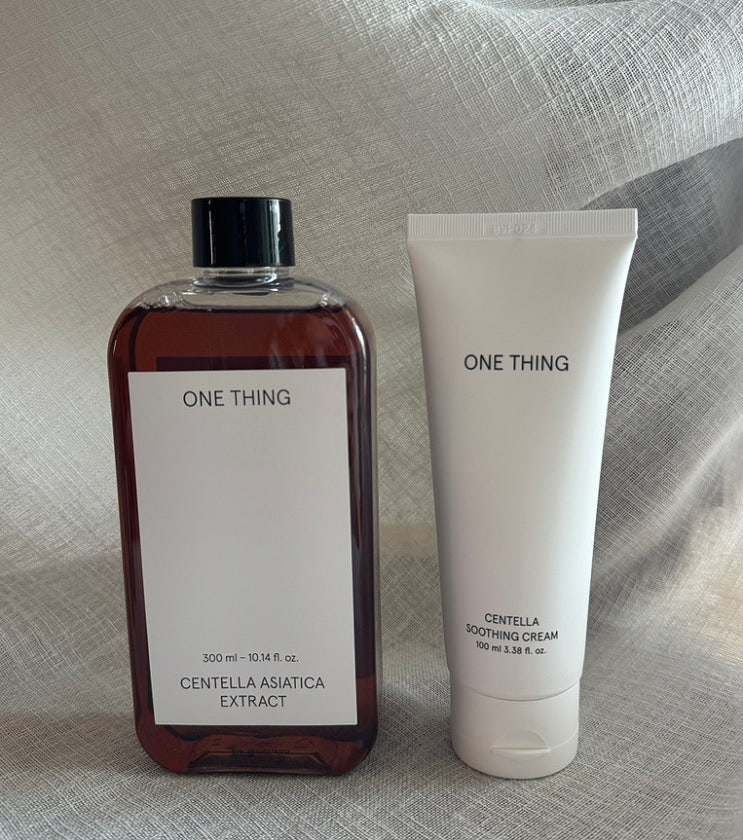 ONE THING
300 ml – 10.14 fl. oz.
CENTELLA ASIATICA
EXTRACT
ONE THING
CENTELLA
SOOTHING CREAM
100 ml 3.38 fl. oz.